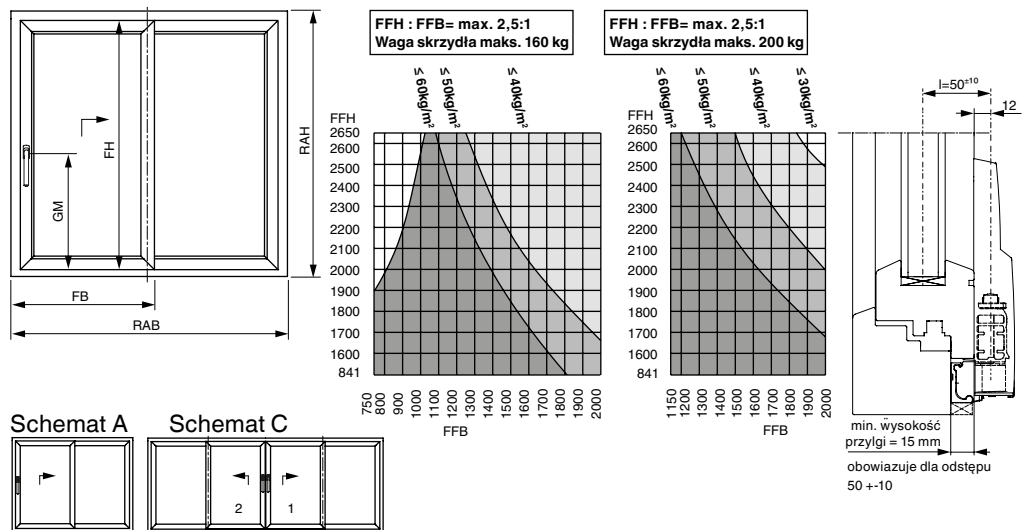 FH
GM
RAH
FB
RAB
FFH : FFB= max. 2,5:1
Waga skrzydła maks. 160 kg
≤ 60kg/m²
≤ 50kg/m²
≤ 40kg/m²
FFH
2650
2600
2500
2400
2300
2200
2100
2000
1900
1800
1700
1600
841
750
800
900
1000
1100
1200
1300
1400
1500
1600
1700
1800
1900
2000
FFB
FFH : FFB= max. 2,5:1
Waga skrzydła maks. 200 kg
≤ 60kg/m²
≤ 50kg/m²
≤ 40kg/m²
≤ 30kg/m²
FFH
2650
2600
2500
2400
2300
2200
2100
2000
1900
1800
1700
1600
841
1150
1200
1300
1400
1500
1600
1700
1800
1900
2000
FFB
l=50±10
12
min. wysokość
przylgi = 15 mm
obowiazuje dla odstępu
50 +-10
Schemat A
Schemat C
2
1